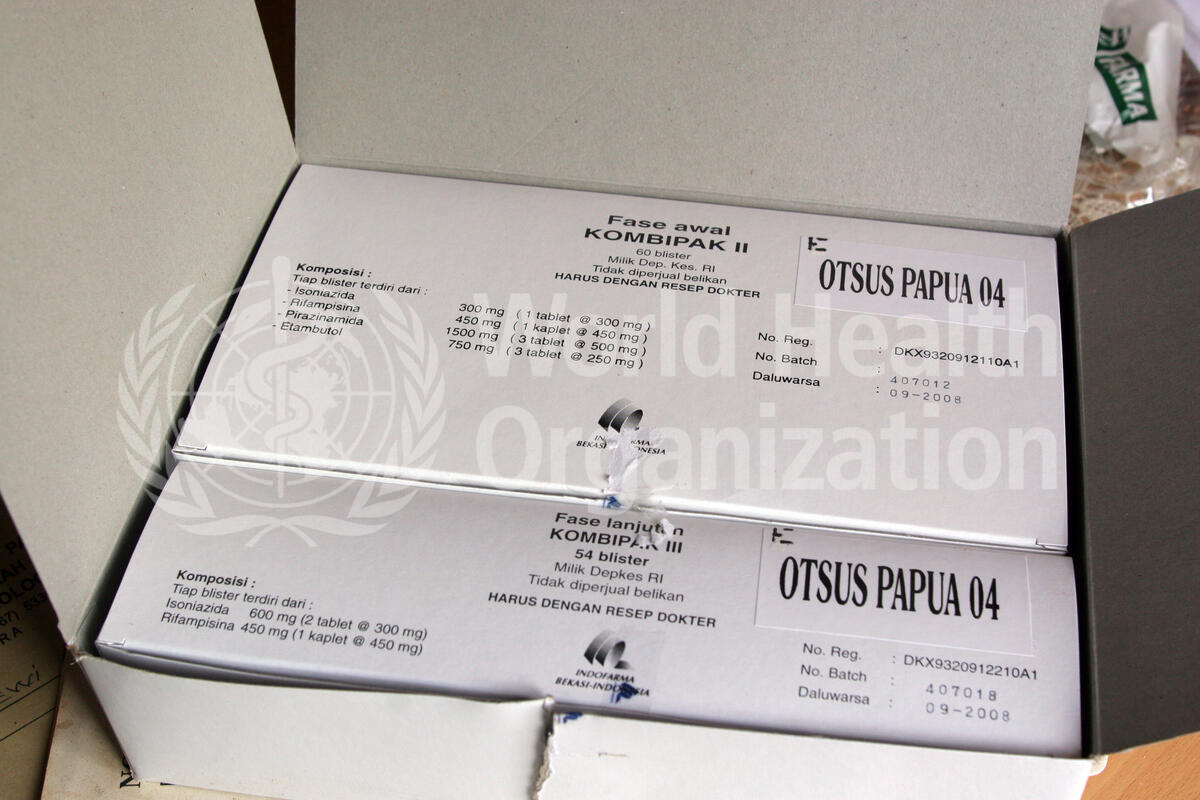 Fase awal
KOMBIPAK II
60 blister
Milik Dep. Kes. RI
Tidak diperjual belikan
HARUS DENGAN RESEP DOKTER
E
OTSUS PAPUA 04
Komposisi :
Tiap blister terdiri dari :
- Isoniazida 300 mg ( 1 tablet @ 300 mg )
- Rifampisina 450 mg ( 1 kaplet @ 450 mg )
- Pirazinamida 1500 mg ( 3 tablet @ 500 mg )
- Etambutol 750 mg ( 3 tablet @ 250 mg )
No. Reg. : DKX9320912110A1
No. Batch : 407012
Daluwarsa : 09-2008
BEKASI
World Health
Organization
Fase lanjutan
KOMBIPAK III
54 blister
Milik Depkes RI
Tidak diperjual belikan
HARUS DENGAN RESEP DOKTER
E
OTSUS PAPUA 04
Komposisi :
Tiap blister terdiri dari :
Isoniazida 600 mg (2 tablet @ 300 mg)
Rifampisina 450 mg (1 kaplet @ 450 mg)
No. Reg. : DKX9320912210A1
No. Batch : 407018
Daluwarsa : 09-2008
INDOFARMA
BEKASI-INDONESIA
ARMA